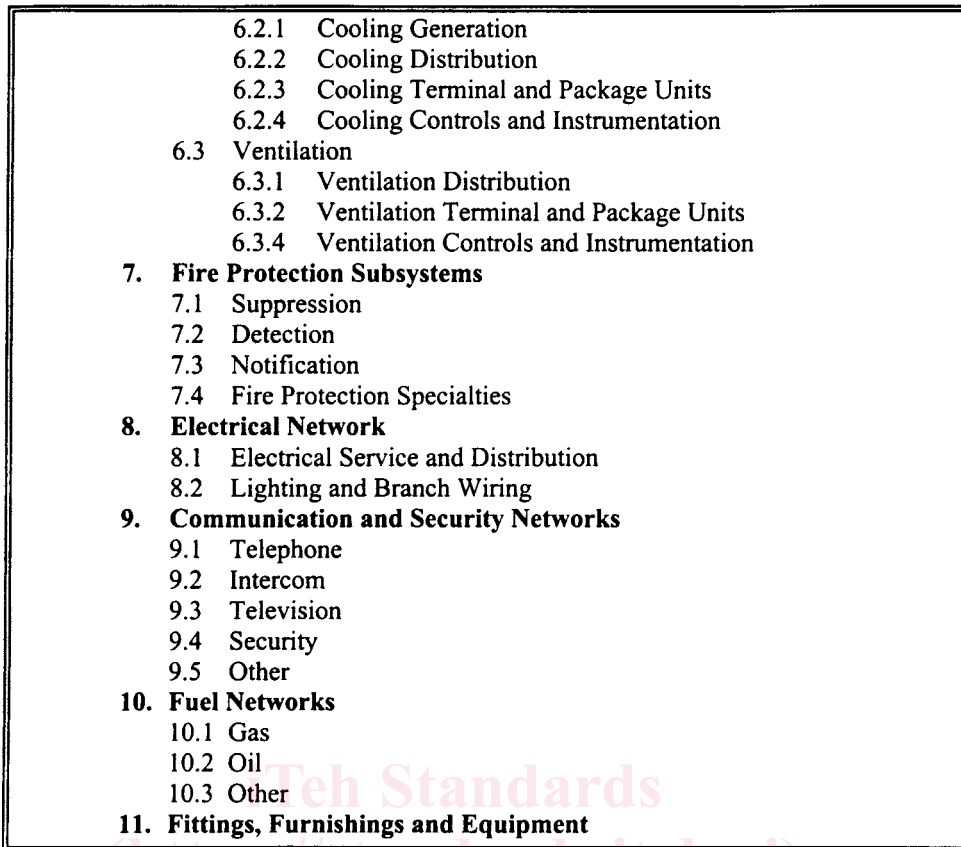 6.2.1 Cooling Generation
6.2.2 Cooling Distribution
6.2.3 Cooling Terminal and Package Units
6.2.4 Cooling Controls and Instrumentation
6.3 Ventilation
6.3.1 Ventilation Distribution
6.3.2 Ventilation Terminal and Package Units
6.3.4 Ventilation Controls and Instrumentation
7. Fire Protection Subsystems
7.1 Suppression
7.2 Detection
7.3 Notification
7.4 Fire Protection Specialties
8. Electrical Network
8.1 Electrical Service and Distribution
8.2 Lighting and Branch Wiring
9. Communication and Security Networks
9.1 Telephone
9.2 Intercom
9.3 Television
9.4 Security
9.5 Other
10. Fuel Networks
10.1 Gas
10.2 Oil
iTeh Standards
10.3 Other
11. Fittings, Furnishings and Equipment